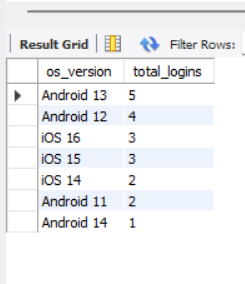 Result Grid Filter Rows:
os_version total_logins
Android 13 5
Android 12 4
iOS 16 3
iOS 15 3
iOS 14 2
Android 11 2
Android 14 1